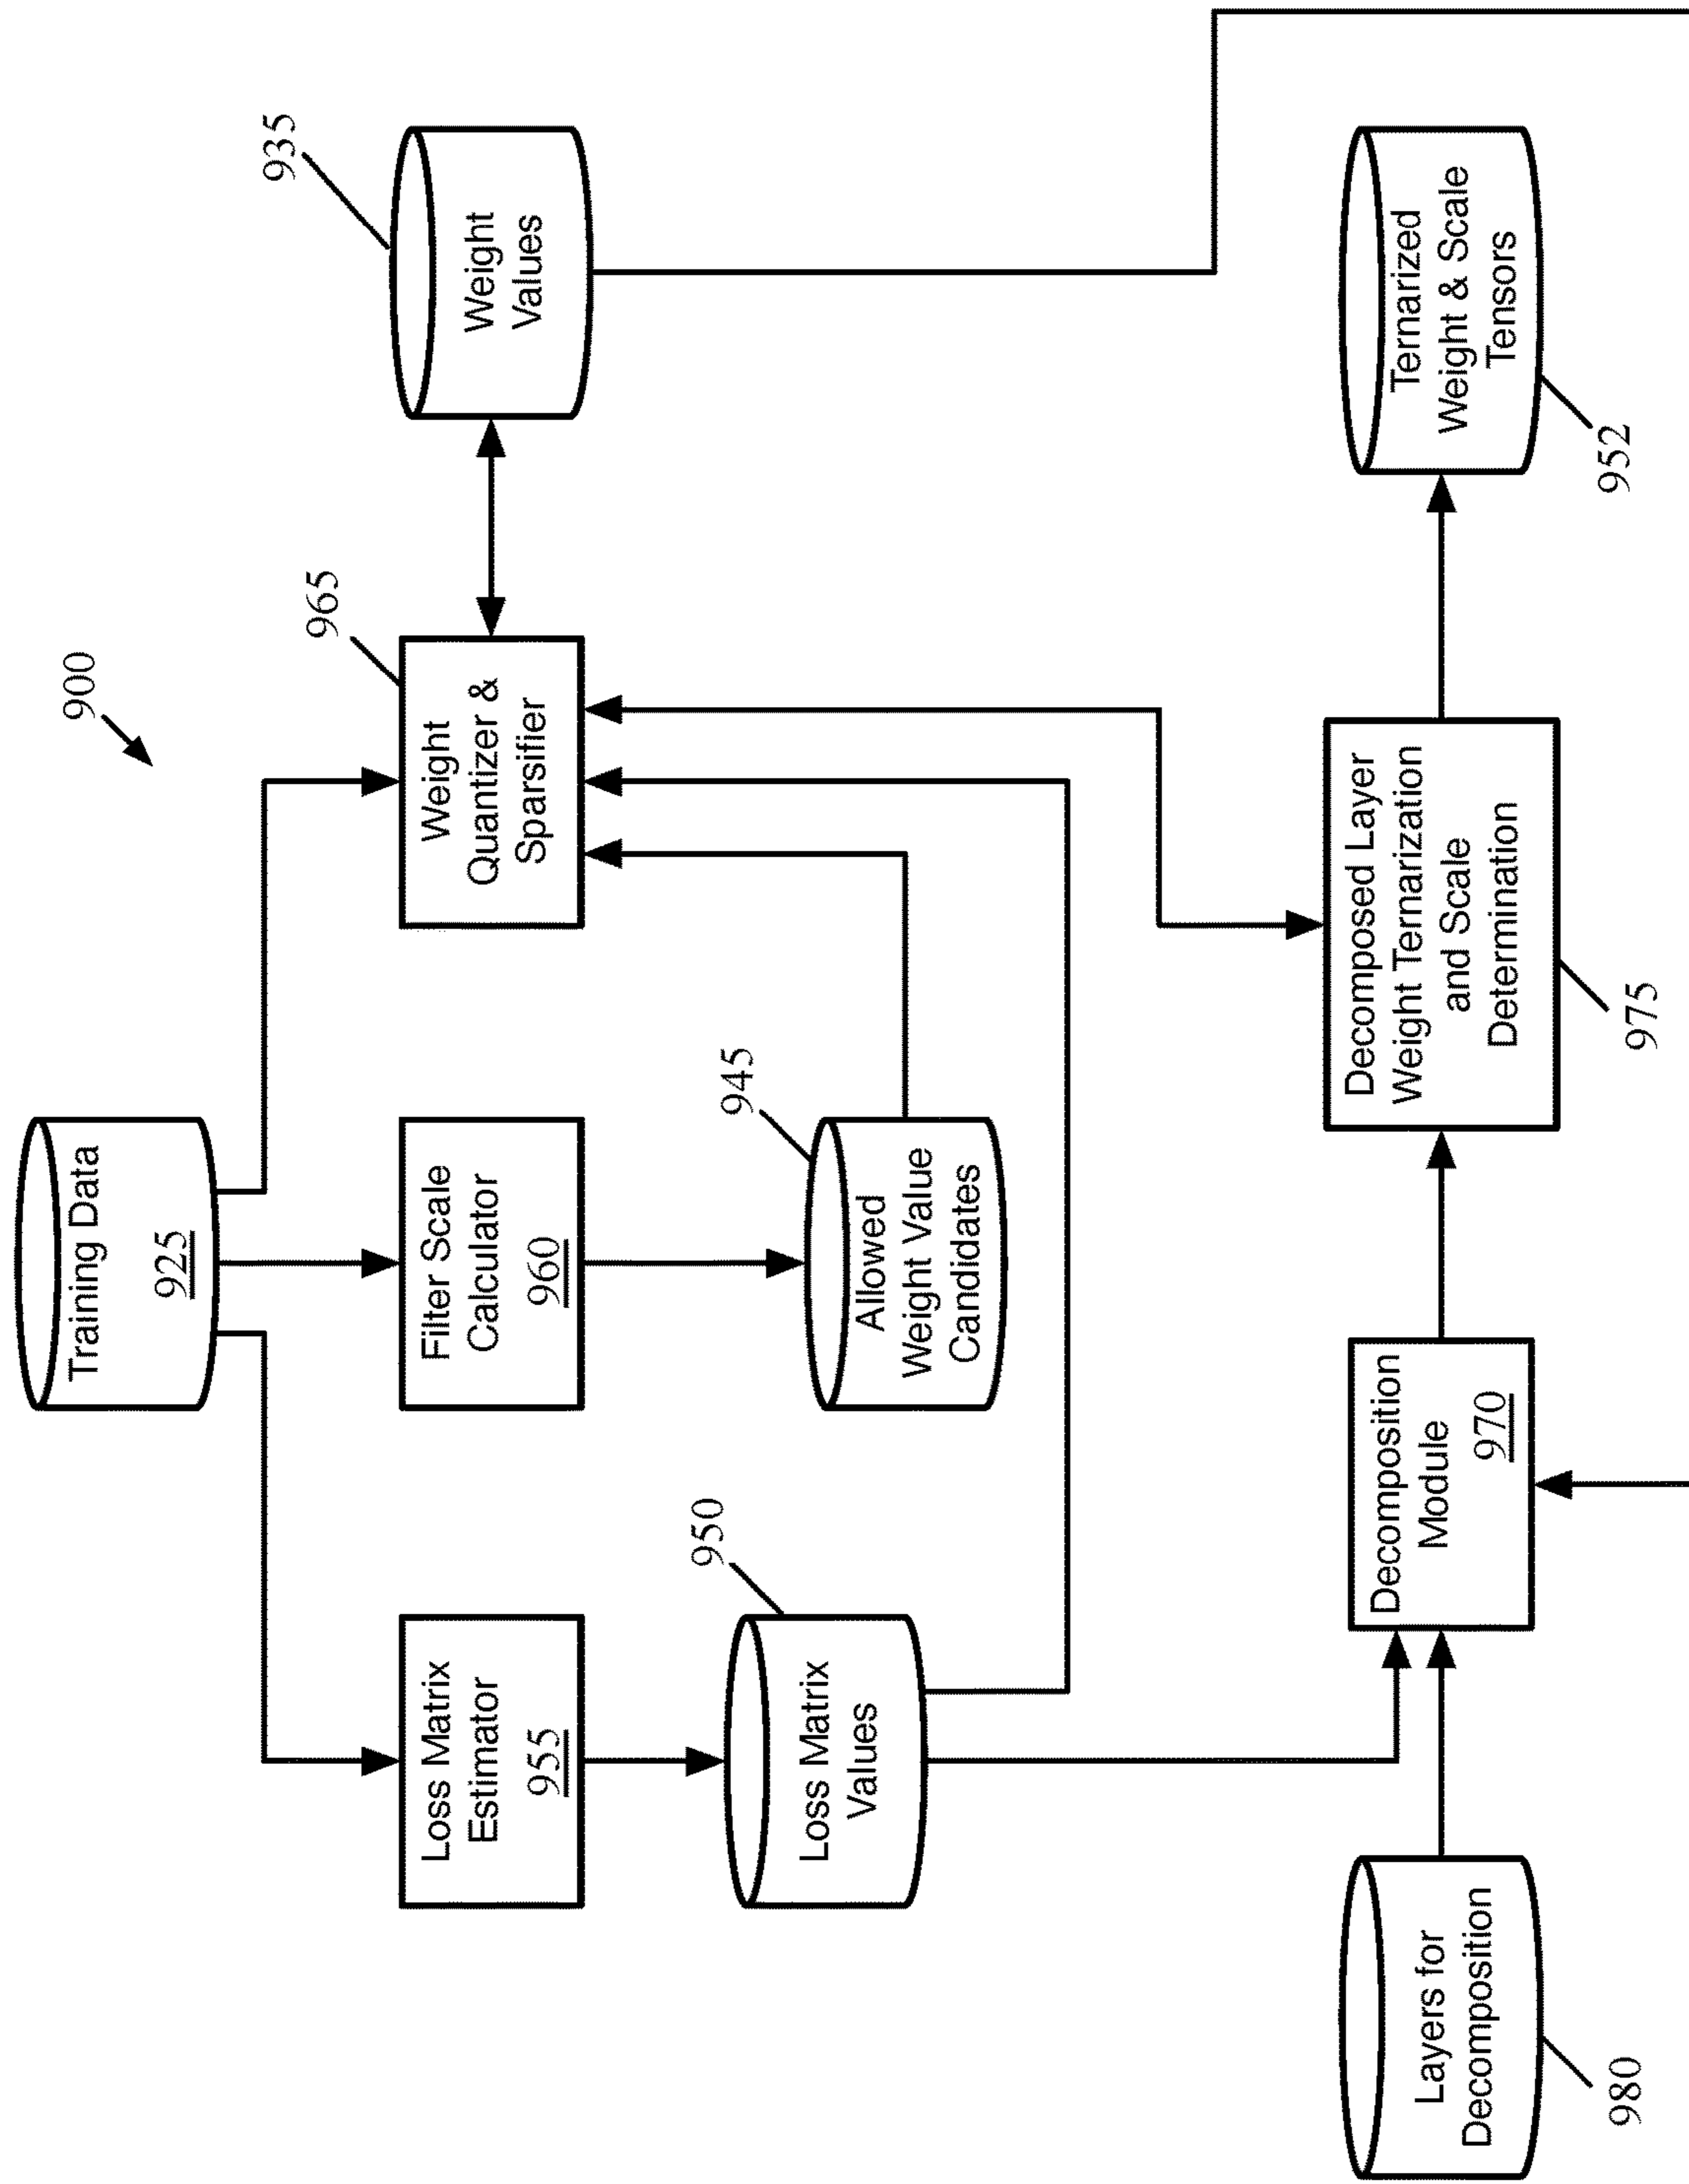 900
Training Data
925
Loss Matrix
Estimator
955
Filter Scale
Calculator
960
965
Weight
Quantizer &
Sparsifier
935
Weight
Values
950
Loss Matrix
Values
945
Allowed
Weight Value
Candidates
Layers for
Decomposition
980
Decomposition
Module
970
Decomposed Layer
Weight Ternarization
and Scale
Determination
975
Ternarized
Weight & Scale
Tensors
952